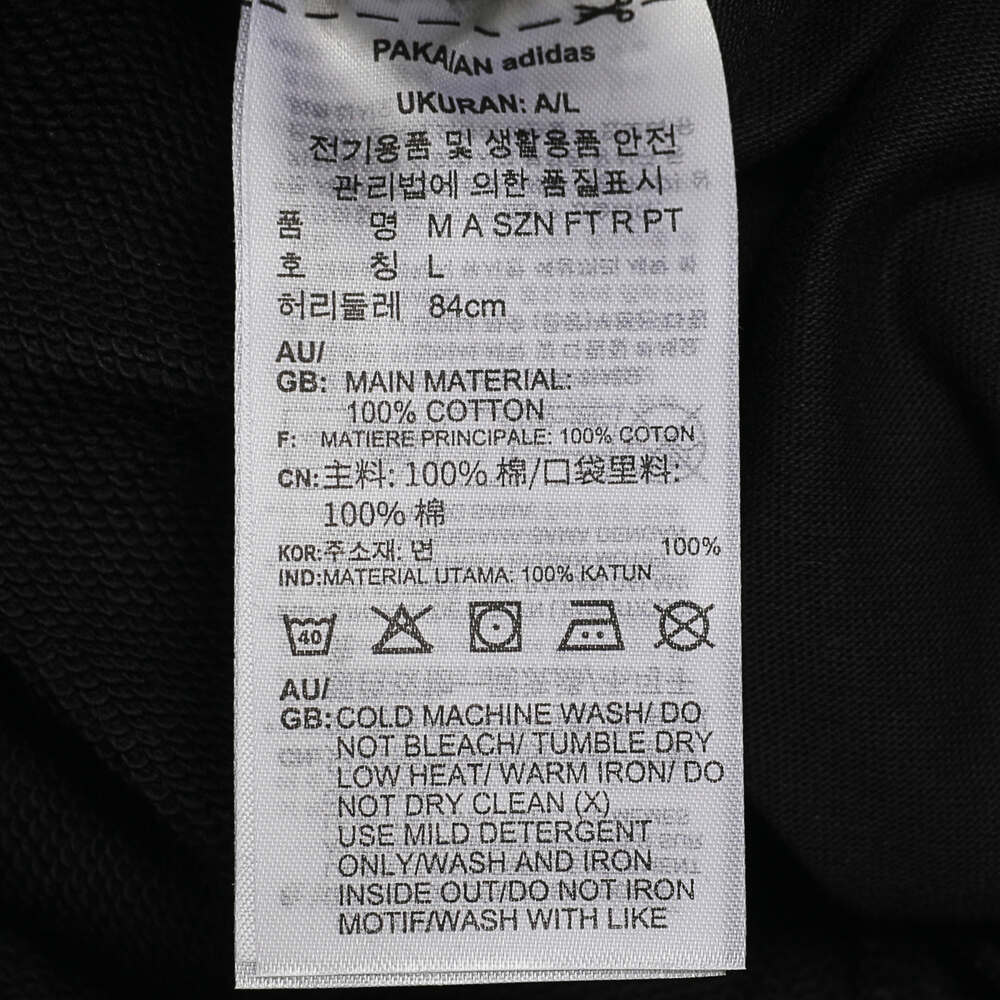 PAKAIAN adidas
UKURAN: A/L
전기용품 및 생활용품 안전
관리법에 의한 품질표시
품 명 M A SZN FT R PT
호 칭 L
허리둘레 84cm
AU/
GB: MAIN MATERIAL:
100% COTTON
F: MATIERE PRINCIPALE: 100% COTON
CN:主料: 100% 棉/口袋里料:
100% 棉
KOR:주소재: 면 100%
IND:MATERIAL UTAMA: 100% KATUN
40
AU/
GB:COLD MACHINE WASH/ DO
NOT BLEACH/ TUMBLE DRY
LOW HEAT/ WARM IRON/ DO
NOT DRY CLEAN (X)
USE MILD DETERGENT
ONLY/WASH AND IRON
INSIDE OUT/DO NOT IRON
MOTIF/WASH WITH LIKE